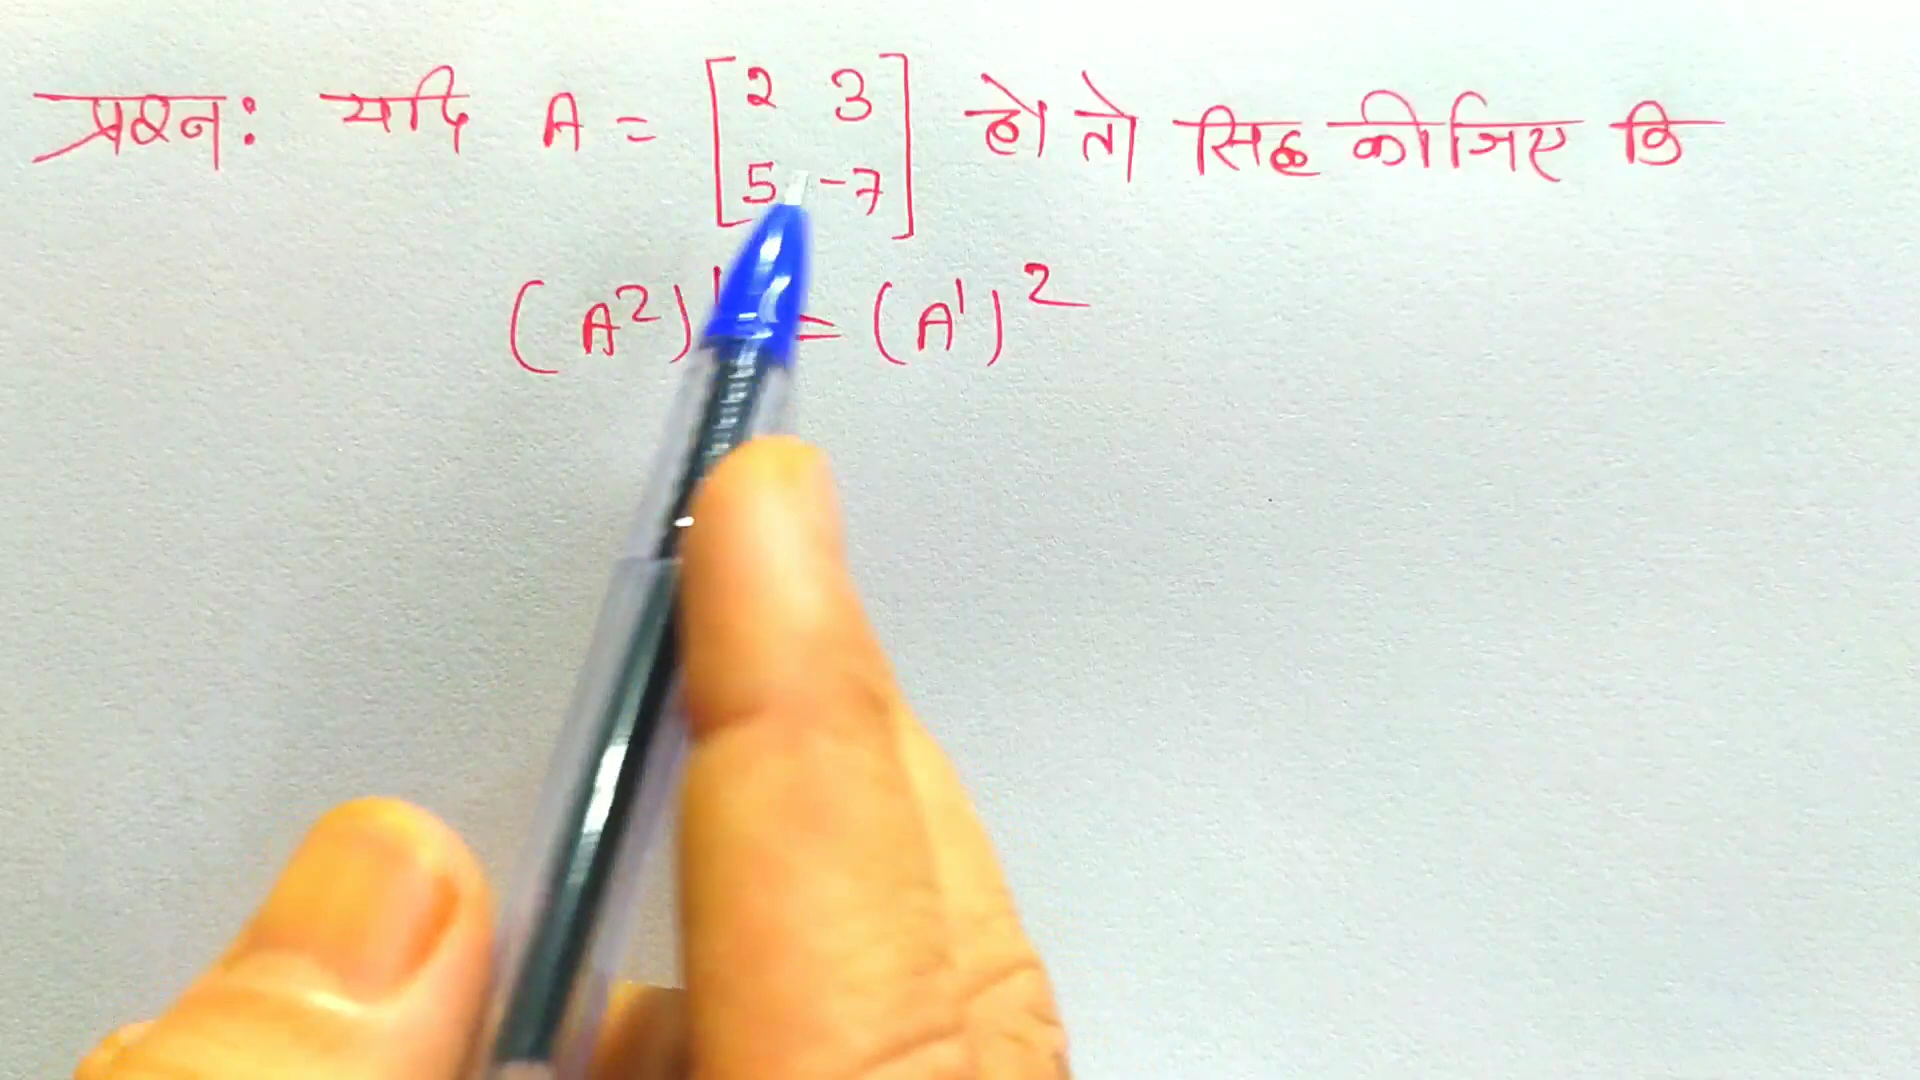 प्रश्न: यदि A = [2 3 5 -7] हो तो सिद्ध कीजिए कि
(A²)' = (A')²